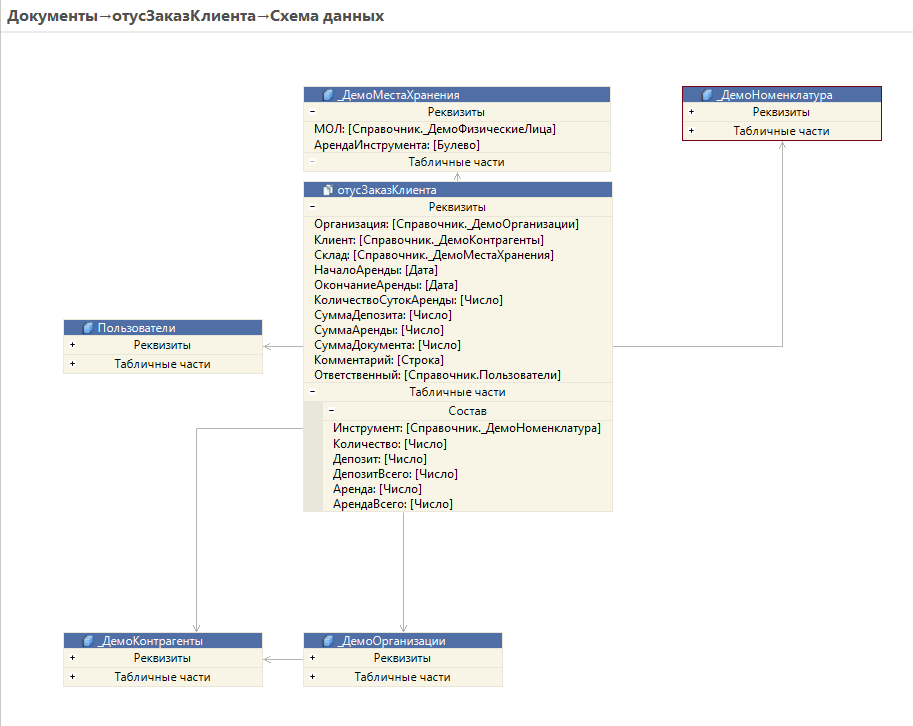 Документы→отусЗаказКлиента→Схема данных
_ДемоМестаХранения
Реквизиты
МОЛ: [Справочник._ДемоФизическиеЛица]
АрендаИнструмента: [Булево]
Табличные части
_ДемоНоменклатура
Реквизиты
Табличные части
отусЗаказКлиента
Реквизиты
Организация: [Справочник._ДемоОрганизации]
Клиент: [Справочник._ДемоКонтрагенты]
Склад: [Справочник._ДемоМестаХранения]
НачалоАренды: [Дата]
ОкончаниеАренды: [Дата]
КоличествоСутокАренды: [Число]
СуммаДепозита: [Число]
СуммаАренды: [Число]
СуммаДокумента: [Число]
Комментарий: [Строка]
Ответственный: [Справочник.Пользователи]
Табличные части
Состав
Инструмент: [Справочник._ДемоНоменклатура]
Количество: [Число]
Депозит: [Число]
ДепозитВсего: [Число]
Аренда: [Число]
АрендаВсего: [Число]
Пользователи
Реквизиты
Табличные части
_ДемоКонтрагенты
Реквизиты
Табличные части
_ДемоОрганизации
Реквизиты
Табличные части